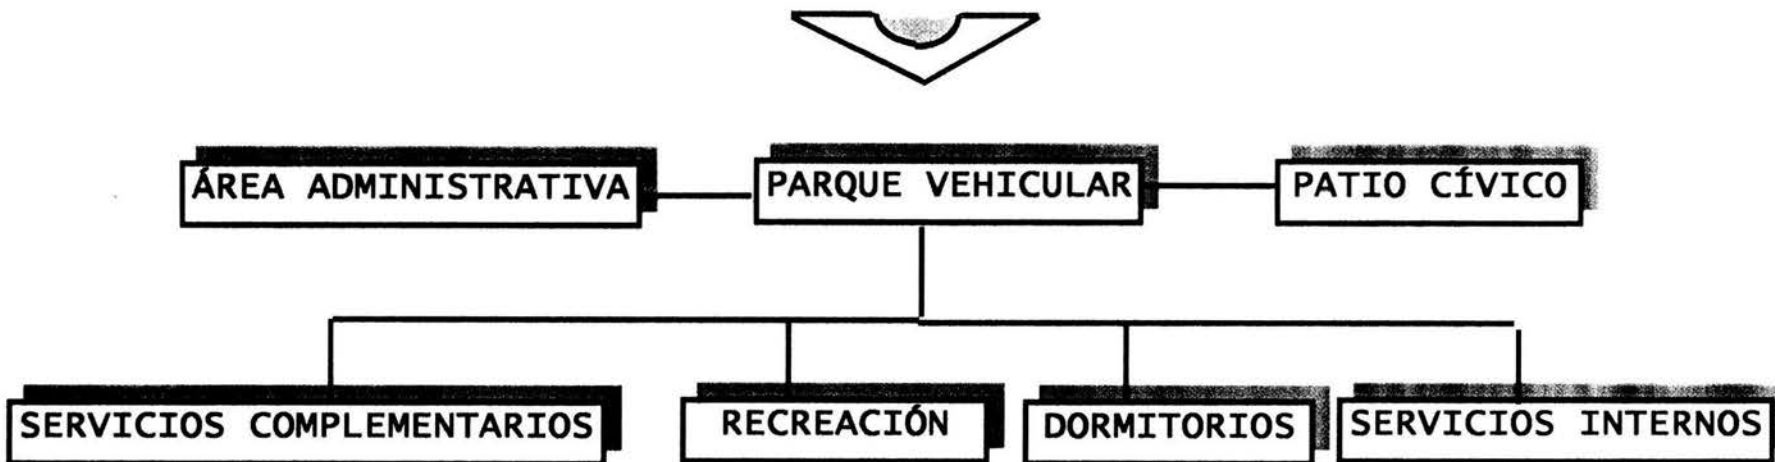 ÁREA ADMINISTRATIVA
PARQUE VEHICULAR
PATIO CÍVICO
SERVICIOS COMPLEMENTARIOS
RECREACIÓN
DORMITORIOS
SERVICIOS INTERNOS